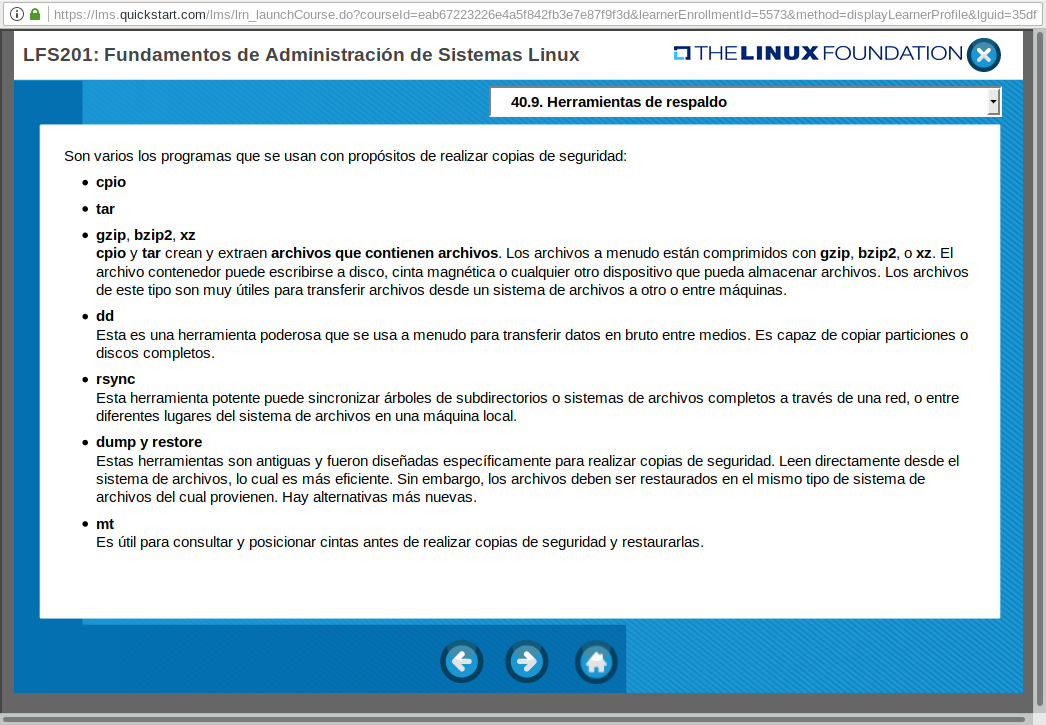 https://lms.quickstart.com/lms/lrn_launchCourse.do?courseId=eab67223226e4a5f842fb3e7e87f9f3d&learnerEnrollmentId=5573&method=displayLearnerProfile&lguid=35df
LFS201: Fundamentos de Administración de Sistemas Linux
THE LINUX FOUNDATION
40.9. Herramientas de respaldo
Son varios los programas que se usan con propósitos de realizar copias de seguridad:
• cpio
• tar
• gzip, bzip2, xz
cpio y tar crean y extraen archivos que contienen archivos. Los archivos a menudo están comprimidos con gzip, bzip2, o xz. El
archivo contenedor puede escribirse a disco, cinta magnética o cualquier otro dispositivo que pueda almacenar archivos. Los archivos
de este tipo son muy útiles para transferir archivos desde un sistema de archivos a otro o entre máquinas.
• dd
Esta es una herramienta poderosa que se usa a menudo para transferir datos en bruto entre medios. Es capaz de copiar particiones o
discos completos.
• rsync
Esta herramienta potente puede sincronizar árboles de subdirectorios o sistemas de archivos completos a través de una red, o entre
diferentes lugares del sistema de archivos en una máquina local.
• dump y restore
Estas herramientas son antiguas y fueron diseñadas específicamente para realizar copias de seguridad. Leen directamente desde el
sistema de archivos, lo cual es más eficiente. Sin embargo, los archivos deben ser restaurados en el mismo tipo de sistema de
archivos del cual provienen. Hay alternativas más nuevas.
• mt
Es útil para consultar y posicionar cintas antes de realizar copias de seguridad y restaurarlas.